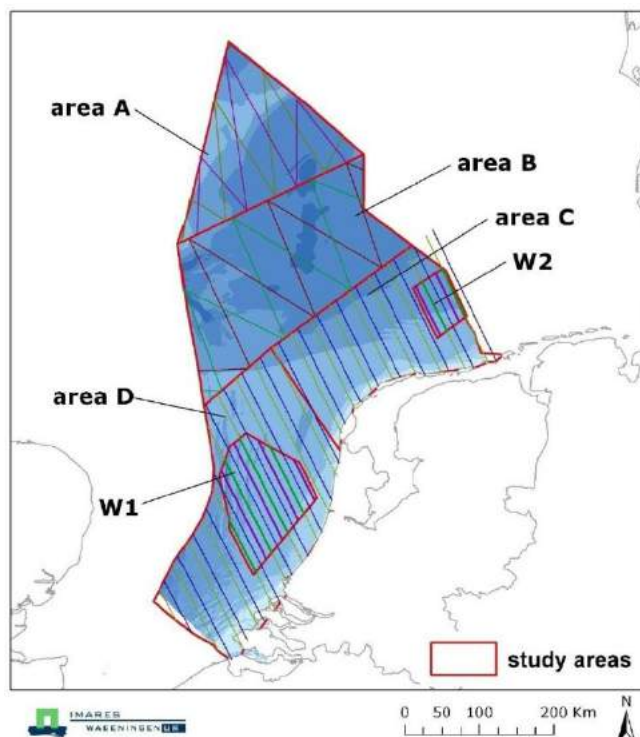 area A
area B
area C
W2
area D
W1
study areas
IMARES
WAGENINGEN UR
N
0 50 100 200 Km